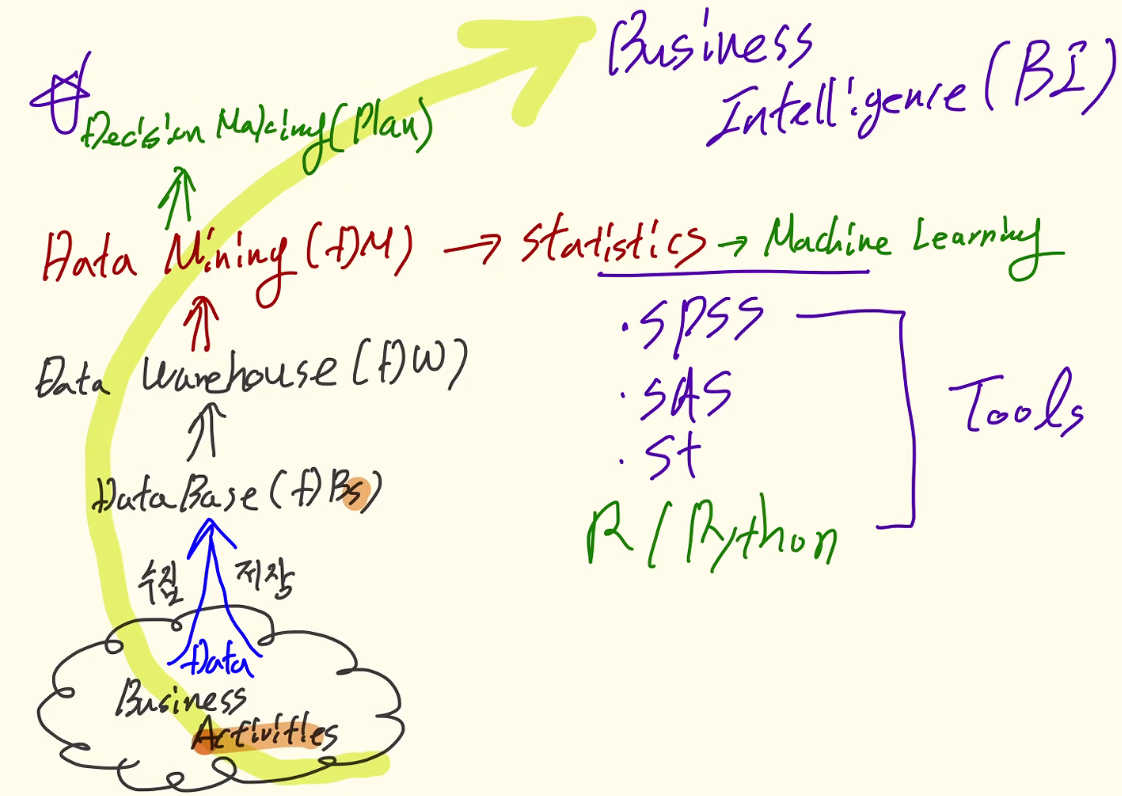 Business
Intelligence (BI)
Decision Making (Plan)
Data Mining (DM) → Statistics → Machine Learning
· SPSS
Data Warehouse (DW)
· SAS
Tools
· St
DataBase (DBs)
R / Python
수집 저장
Data
Business
Activities